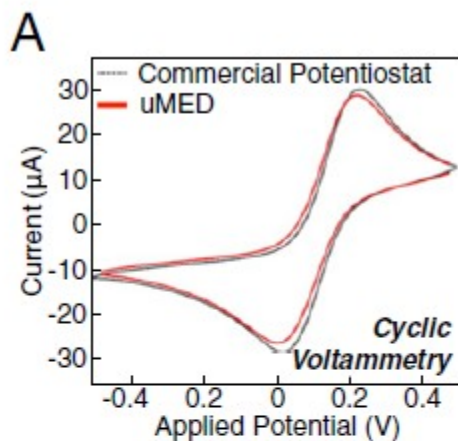 A
Commercial Potentiostat
uMED
30
20
10
0
-10
-20
-30
Current (µA)
Cyclic
Voltammetry
-0.4
0.2
0
0.2
0.4
Applied Potential (V)